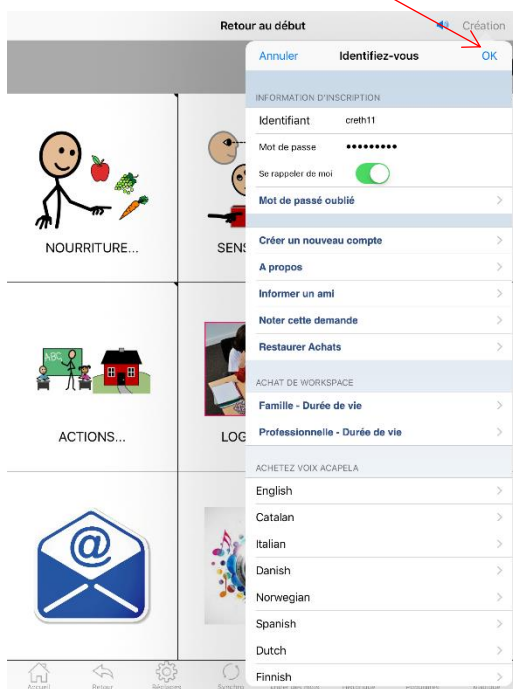 Retour au début
Création
Annuler
Identifiez-vous
OK
INFORMATION D'INSCRIPTION
Identifiant
creth11
Mot de passe
•••••••••
Se rappeler de moi
Mot de passé oublié
Créer un nouveau compte
A propos
Informer un ami
Noter cette demande
Restaurer Achats
ACHAT DE WORKSPACE
Famille - Durée de vie
Professionnelle - Durée de vie
ACHETEZ VOIX ACAPELA
English
Catalan
Italian
Danish
Norwegian
Spanish
Dutch
Finnish
NOURRITURE...
SENS
ABC
ACTIONS...
LOG
@
Accueil
Retour
Réglages
Synchro